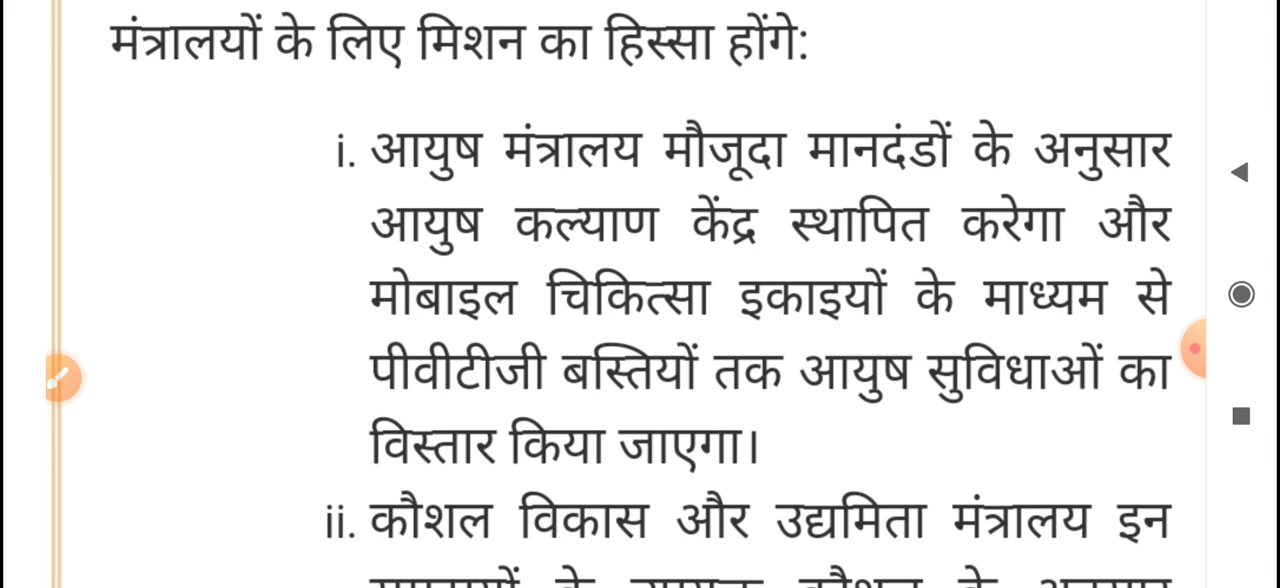 मंत्रालयों के लिए मिशन का हिस्सा होंगे:
i. आयुष मंत्रालय मौजूदा मानदंडों के अनुसार
आयुष कल्याण केंद्र स्थापित करेगा और
मोबाइल चिकित्सा इकाइयों के माध्यम से
पीवीटीजी बस्तियों तक आयुष सुविधाओं का
विस्तार किया जाएगा।
ii. कौशल विकास और उद्यमिता मंत्रालय इन